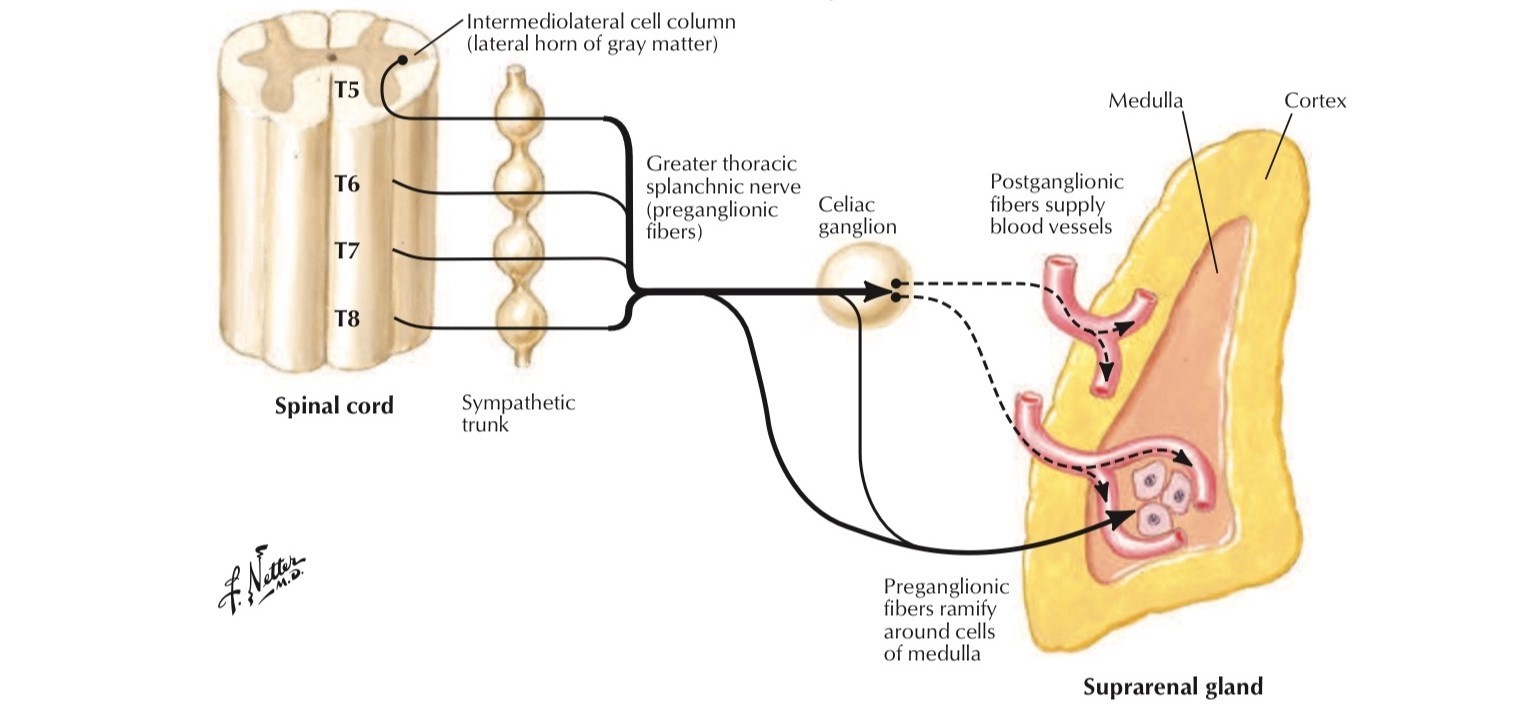 Intermediolateral cell column
(lateral horn of gray matter)
T5
T6
T7
T8
Spinal cord
Sympathetic
trunk
Greater thoracic
splanchnic nerve
(preganglionic
fibers)
Celiac
ganglion
Postganglionic
fibers supply
blood vessels
Medulla
Cortex
Preganglionic
fibers ramify
around cells
of medulla
Suprarenal gland
F. Netter
M.D.